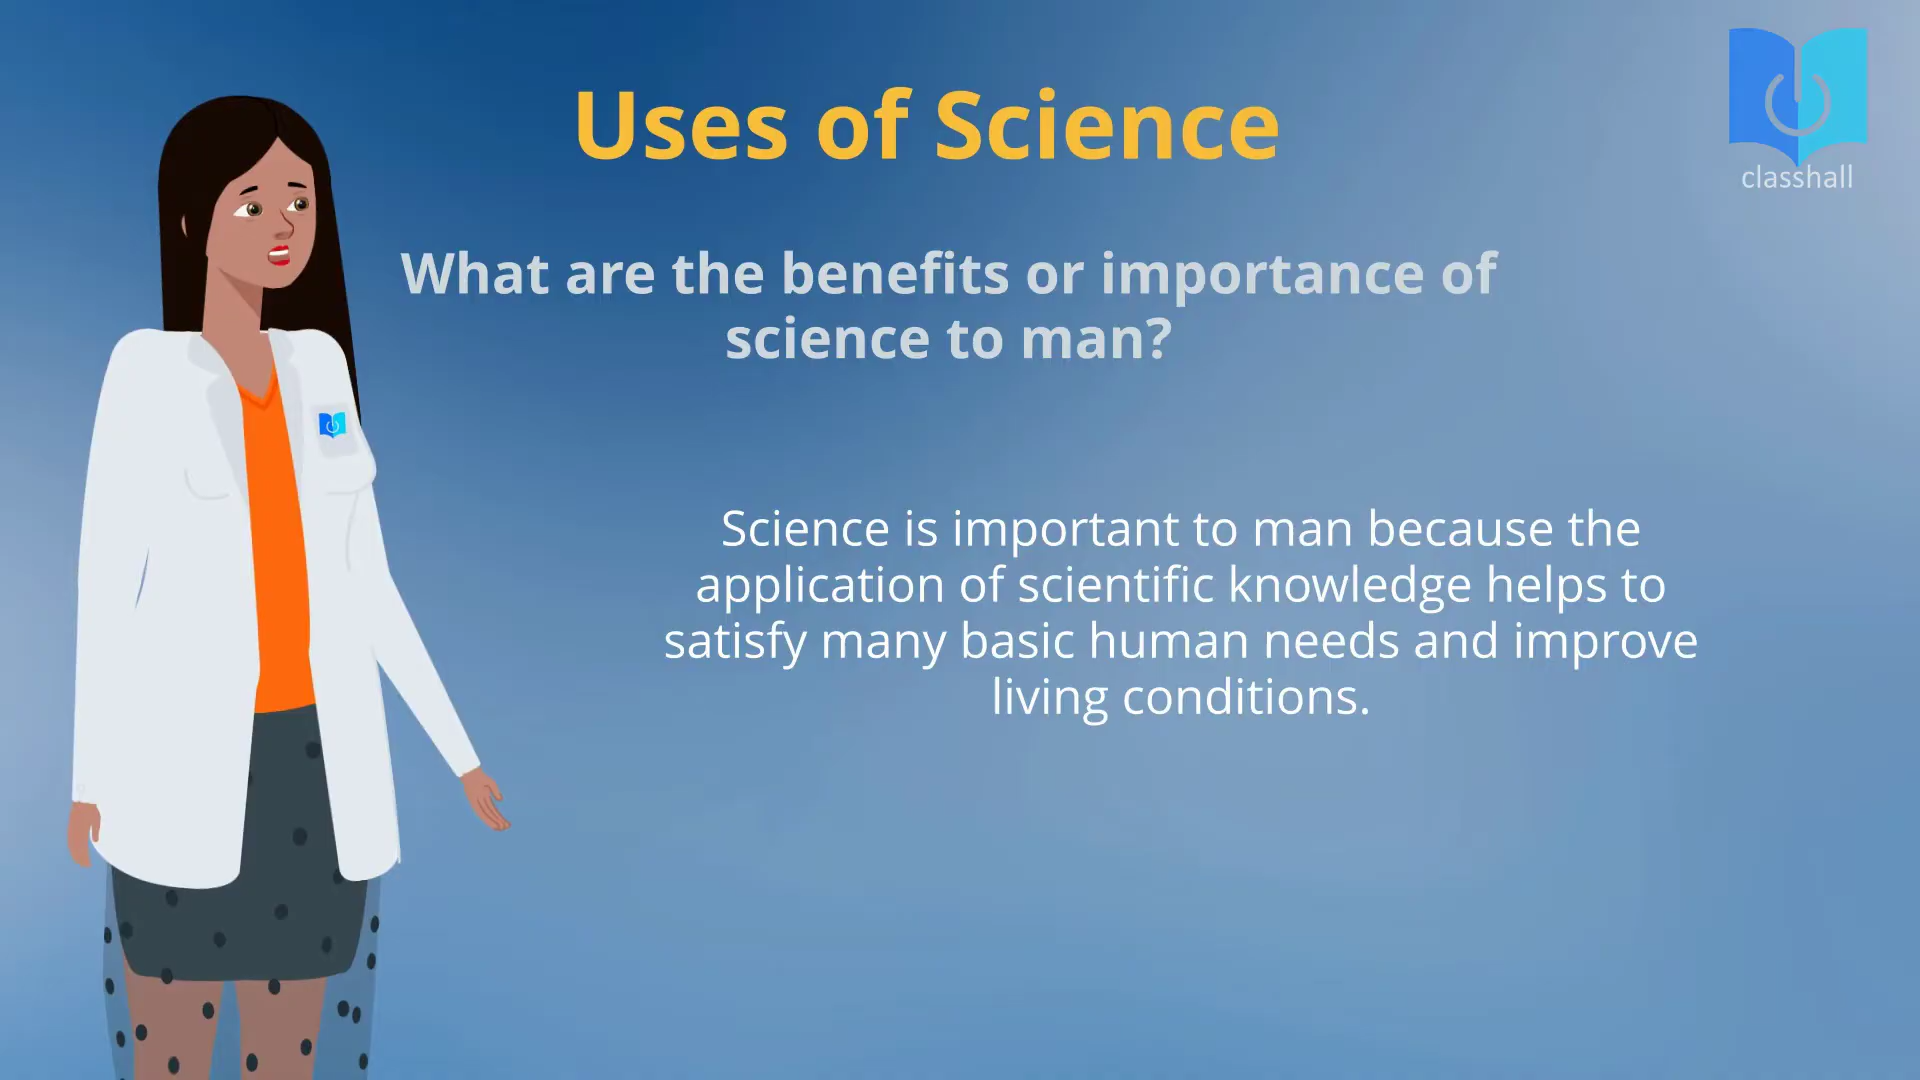 Uses of Science
classhall
What are the benefits or importance of
science to man?
Science is important to man because the
application of scientific knowledge helps to
satisfy many basic human needs and improve
living conditions.